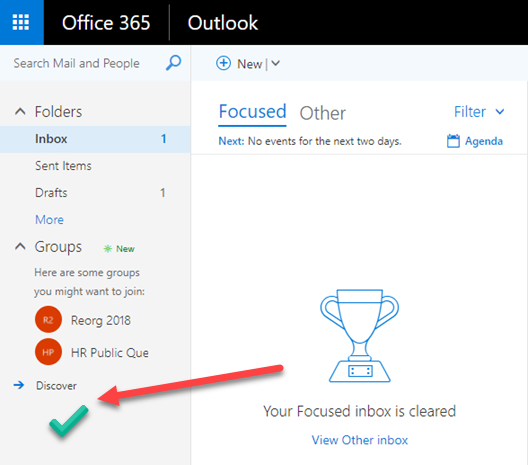 Office 365 Outlook
Search Mail and People
New
Folders
Inbox 1
Sent Items
Drafts 1
More
Groups New
Here are some groups
you might want to join:
R2 Reorg 2018
HP HR Public Que
Discover
Focused Other Filter
Next: No events for the next two days. Agenda
Your Focused inbox is cleared
View Other inbox